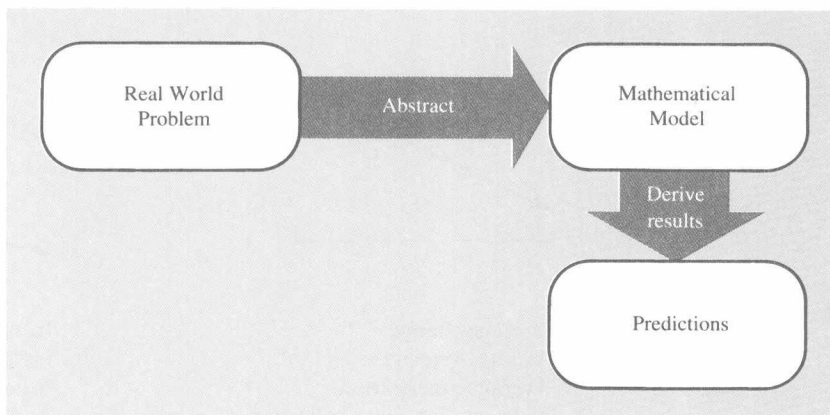 Real World
Problem
Abstract
Mathematical
Model
Derive
results
Predictions